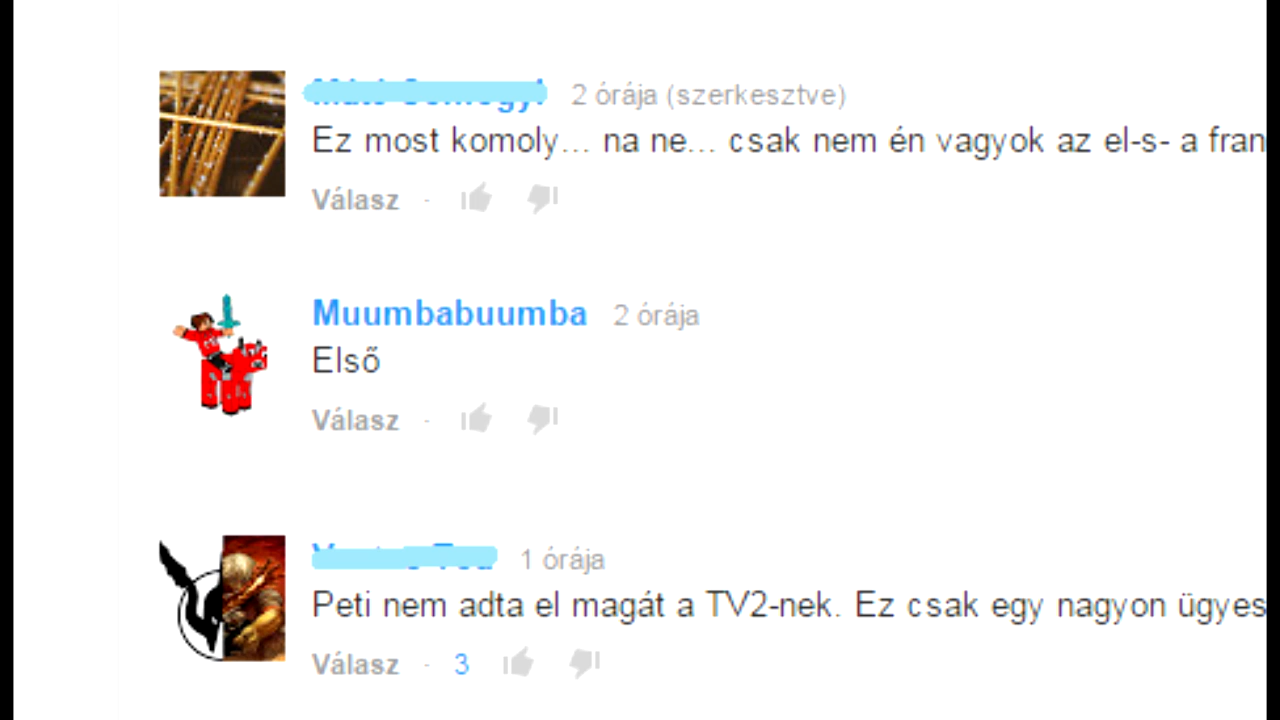 2 órája (szerkesztve)
Ez most komoly... na ne... csak nem én vagyok az el-s- a fran
Válasz ·
Muumbabuumba 2 órája
Első
Válasz ·
1 órája
Peti nem adta el magát a TV2-nek. Ez csak egy nagyon ügyes
Válasz · 3